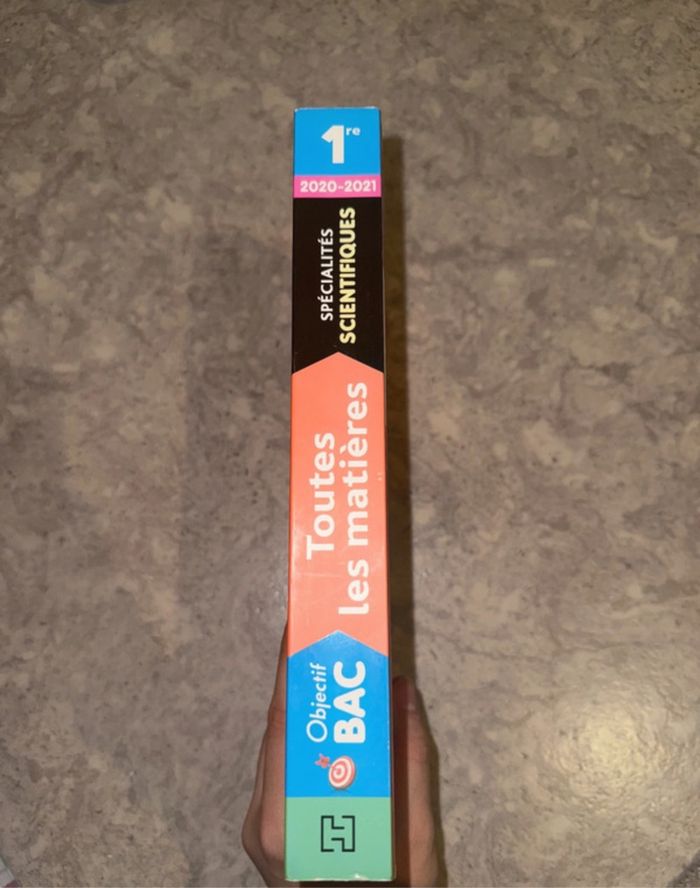 1re
2020-2021
SPÉCIALITÉS
SCIENTIFIQUES
Toutes
les matières
Objectif
BAC
H